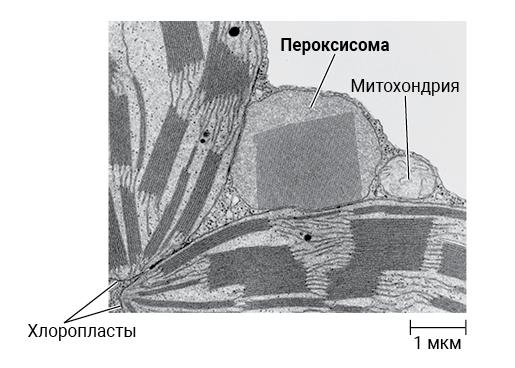 Пероксисома
Митохондрия
Хлоропласты
1 мкм